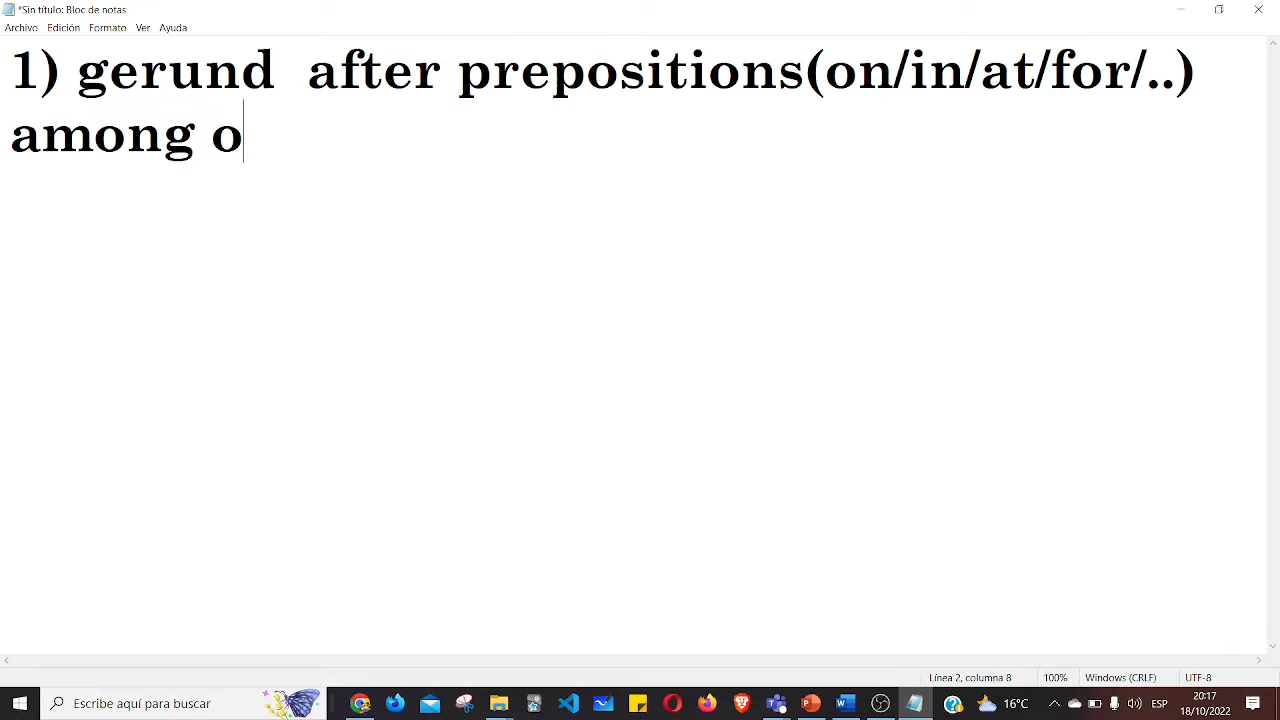 *Sin título: Bloc de notas
Archivo Edición Formato Ver Ayuda
1) gerund  after prepositions(on/in/at/for/..)
among o
Línea 2, columna 8 100% Windows (CRLF) UTF-8
Escribe aquí para buscar
16°C ESP 20:17
18/10/2022